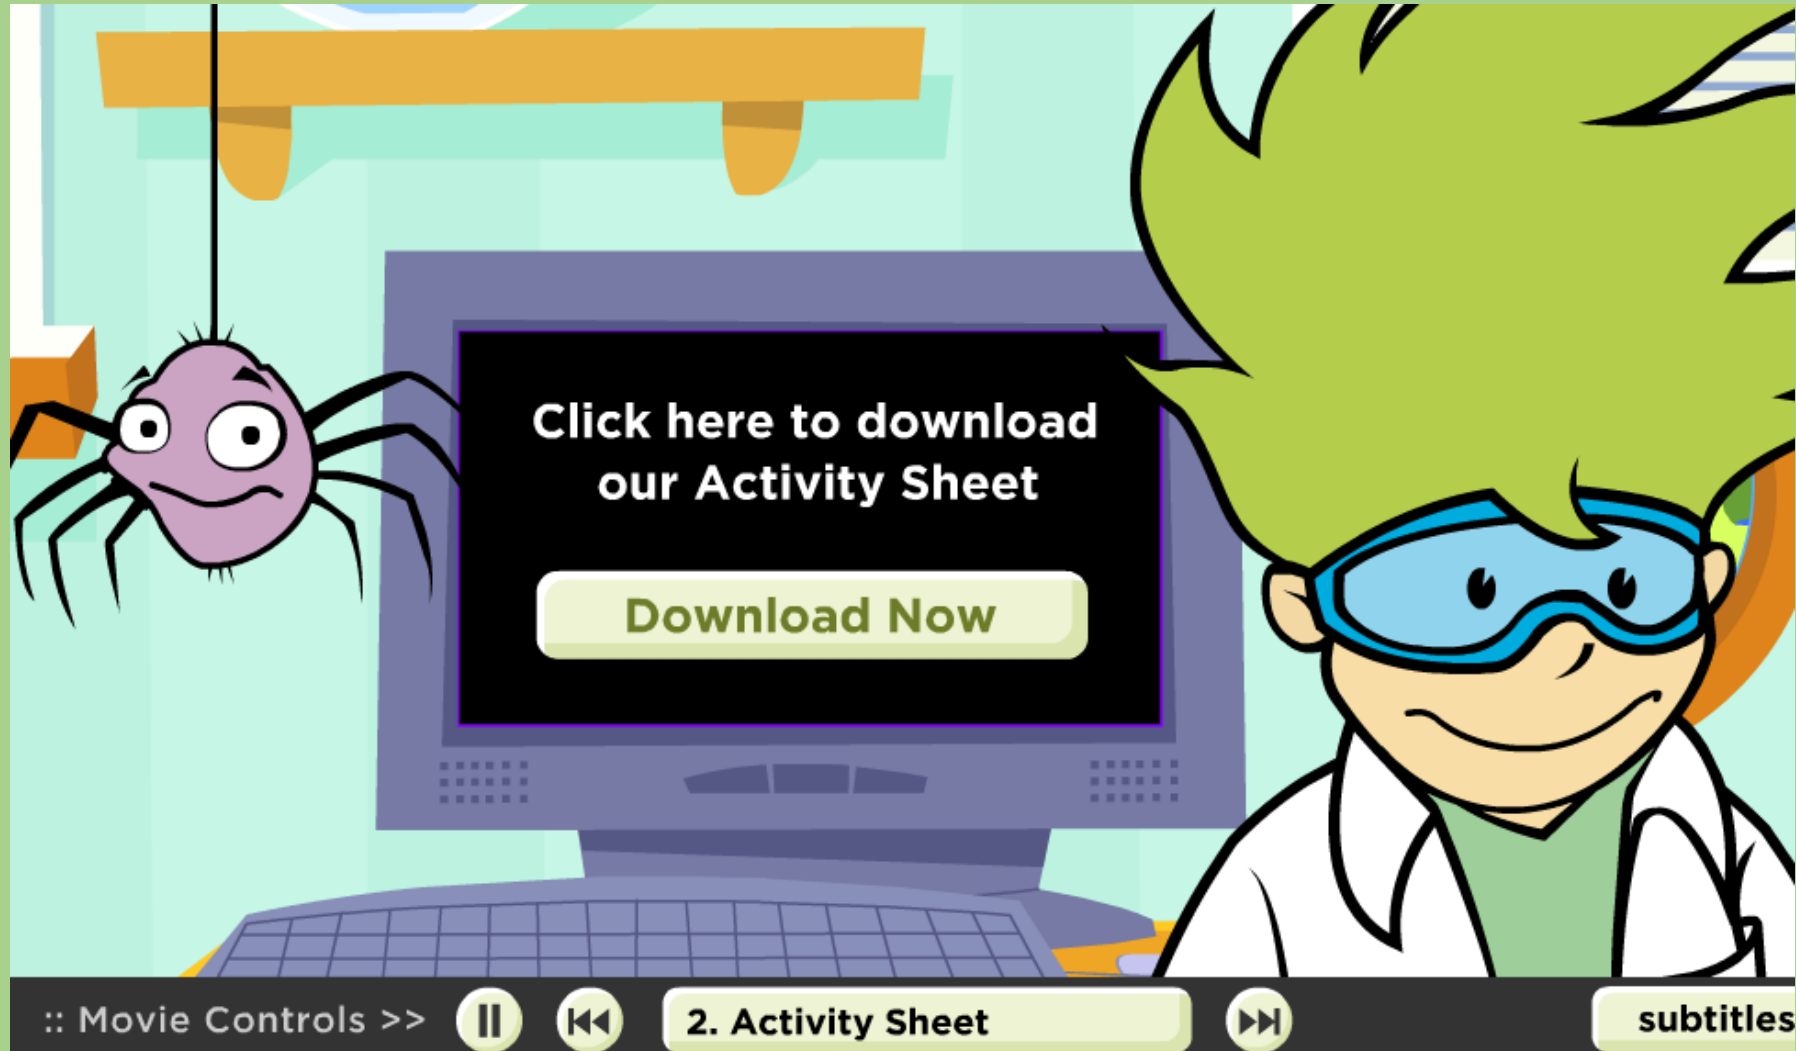 Click here to download
our Activity Sheet
Download Now
:: Movie Controls >>
2. Activity Sheet
subtitles